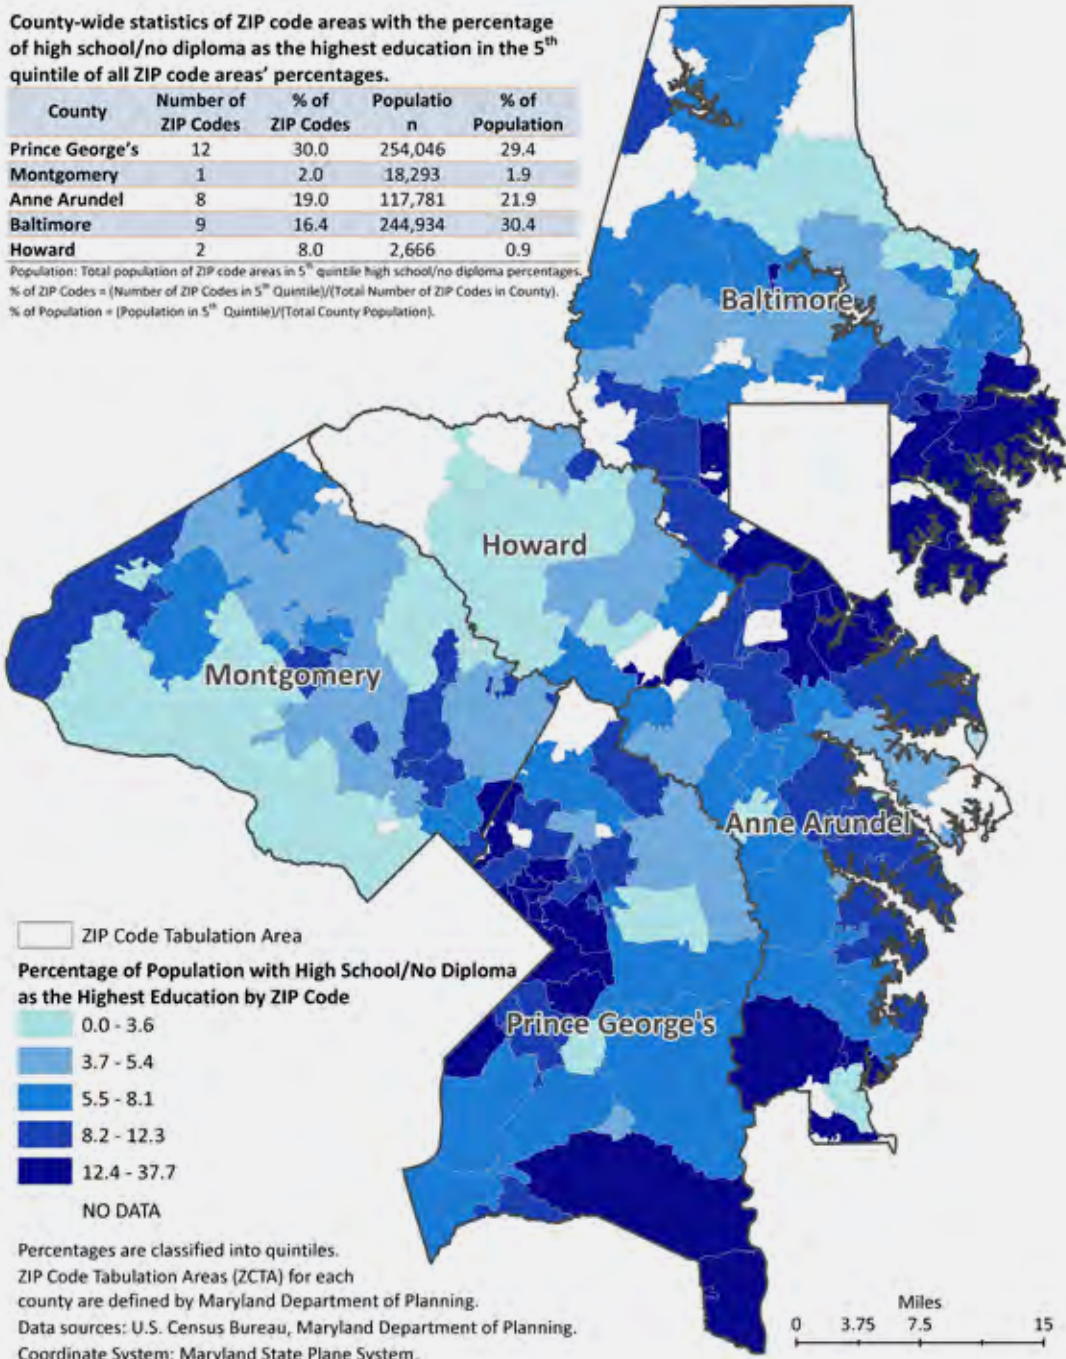 County-wide statistics of ZIP code areas with the percentage
of high school/no diploma as the highest education in the 5th
quintile of all ZIP code areas' percentages.
County Number of ZIP Codes % of ZIP Codes Populatio n % of Population
Prince George's 12 30.0 254,046 29.4
Montgomery 1 2.0 18,293 1.9
Anne Arundel 8 19.0 117,781 21.9
Baltimore 9 16.4 244,934 30.4
Howard 2 8.0 2,666 0.9
Population: Total population of ZIP code areas in 5th quintile high school/no diploma percentages.
% of ZIP Codes = (Number of ZIP Codes in 5th Quintile)/(Total Number of ZIP Codes in County).
% of Population = (Population in 5th Quintile)/(Total County Population).
Baltimore
Howard
Montgomery
Anne Arundel
Prince George's
ZIP Code Tabulation Area
Percentage of Population with High School/No Diploma
as the Highest Education by ZIP Code
0.0 - 3.6
3.7 - 5.4
5.5 - 8.1
8.2 - 12.3
12.4 - 37.7
NO DATA
Percentages are classified into quintiles.
ZIP Code Tabulation Areas (ZCTA) for each
county are defined by Maryland Department of Planning.
Data sources: U.S. Census Bureau, Maryland Department of Planning.
Coordinate System: Maryland State Plane System.
Miles
0 3.75 7.5 15